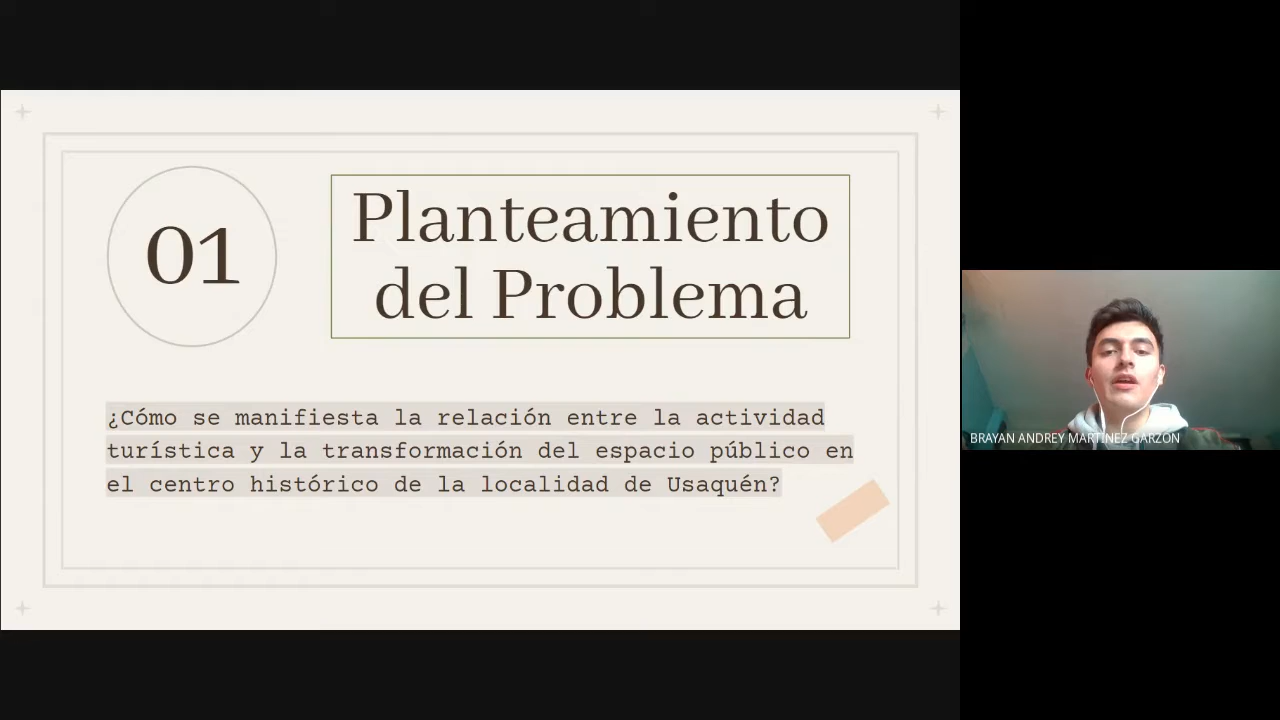 01
Planteamiento
del Problema
¿Cómo se manifiesta la relación entre la actividad
turística y la transformación del espacio público en
el centro histórico de la localidad de Usaquén?
BRAYAN ANDREY MARTINEZ GARZON